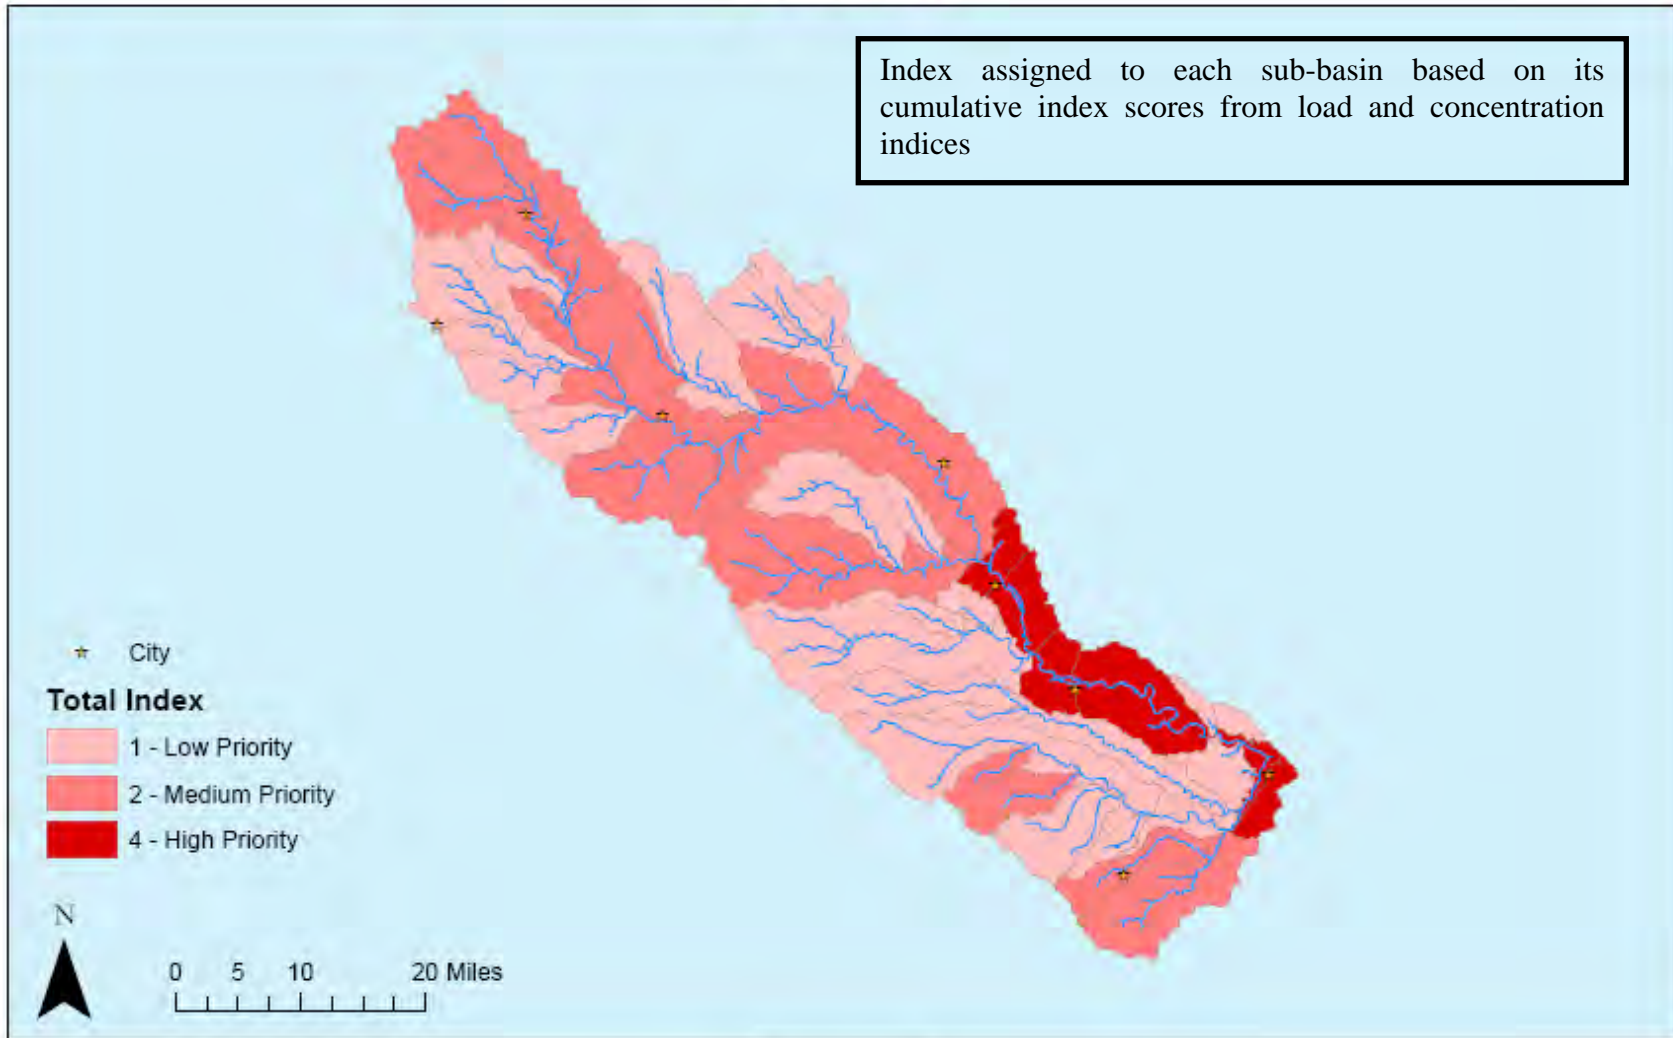 Index assigned to each sub-basin based on its
cumulative index scores from load and concentration
indices
City
Total Index
1 - Low Priority
2 - Medium Priority
4 - High Priority
N
0 5 10 20 Miles